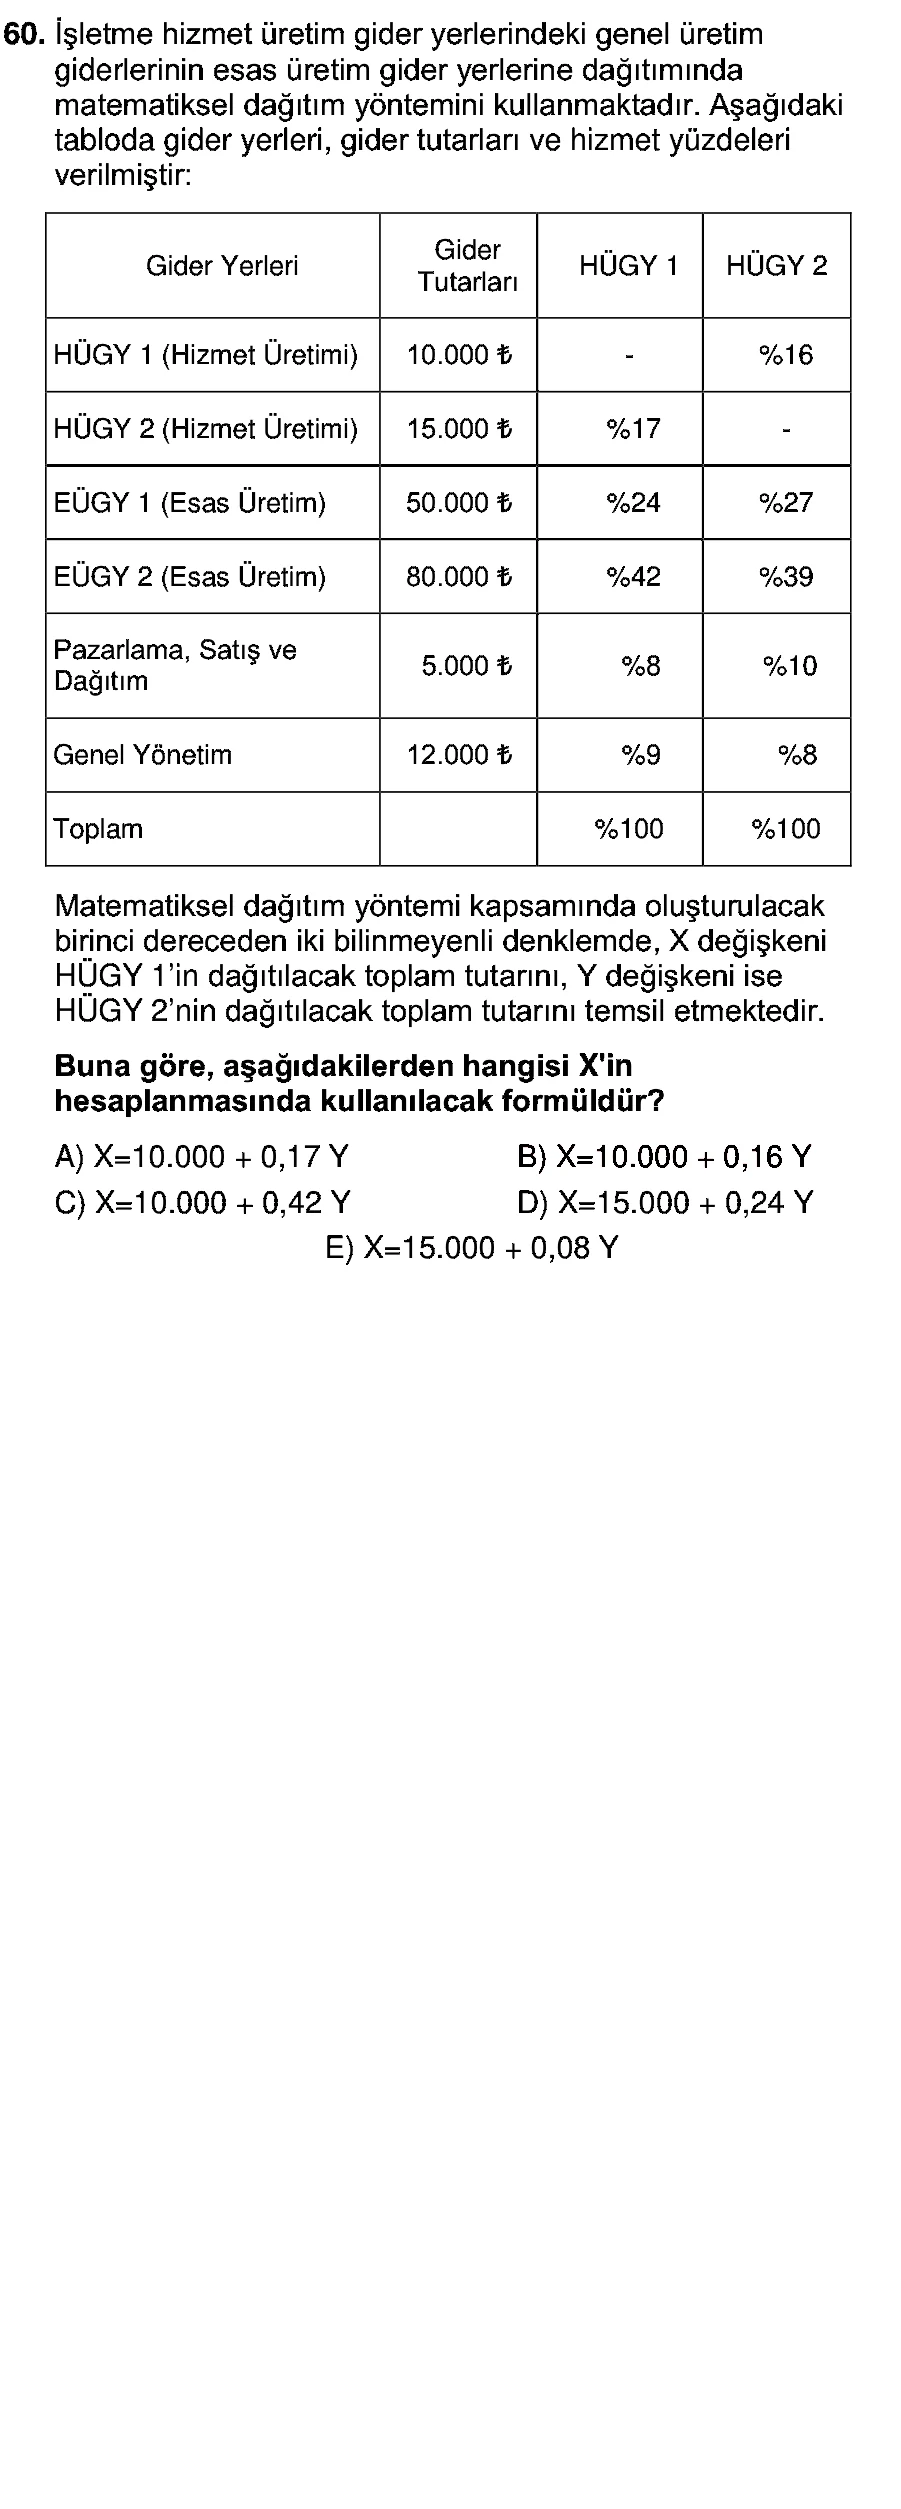 60. İşletme hizmet üretim gider yerlerindeki genel üretim
giderlerinin esas üretim gider yerlerine dağıtımında
matematiksel dağıtım yöntemini kullanmaktadır. Aşağıdaki
tabloda gider yerleri, gider tutarları ve hizmet yüzdeleri
verilmiştir:
Gider Yerleri Gider Tutarları HÜGY 1 HÜGY 2
HÜGY 1 (Hizmet Üretimi) 10.000 ₺ - %16
HÜGY 2 (Hizmet Üretimi) 15.000 ₺ %17 -
EÜGY 1 (Esas Üretim) 50.000 ₺ %24 %27
EÜGY 2 (Esas Üretim) 80.000 ₺ %42 %39
Pazarlama, Satış ve Dağıtım 5.000 ₺ %8 %10
Genel Yönetim 12.000 ₺ %9 %8
Toplam %100 %100
Matematiksel dağıtım yöntemi kapsamında oluşturulacak
birinci dereceden iki bilinmeyenli denklemde, X değişkeni
HÜGY 1’in dağıtılacak toplam tutarını, Y değişkeni ise
HÜGY 2’nin dağıtılacak toplam tutarını temsil etmektedir.
Buna göre, aşağıdakilerden hangisi X'in
hesaplanmasında kullanılacak formüldür?
A) X=10.000 + 0,17 Y B) X=10.000 + 0,16 Y
C) X=10.000 + 0,42 Y D) X=15.000 + 0,24 Y
E) X=15.000 + 0,08 Y